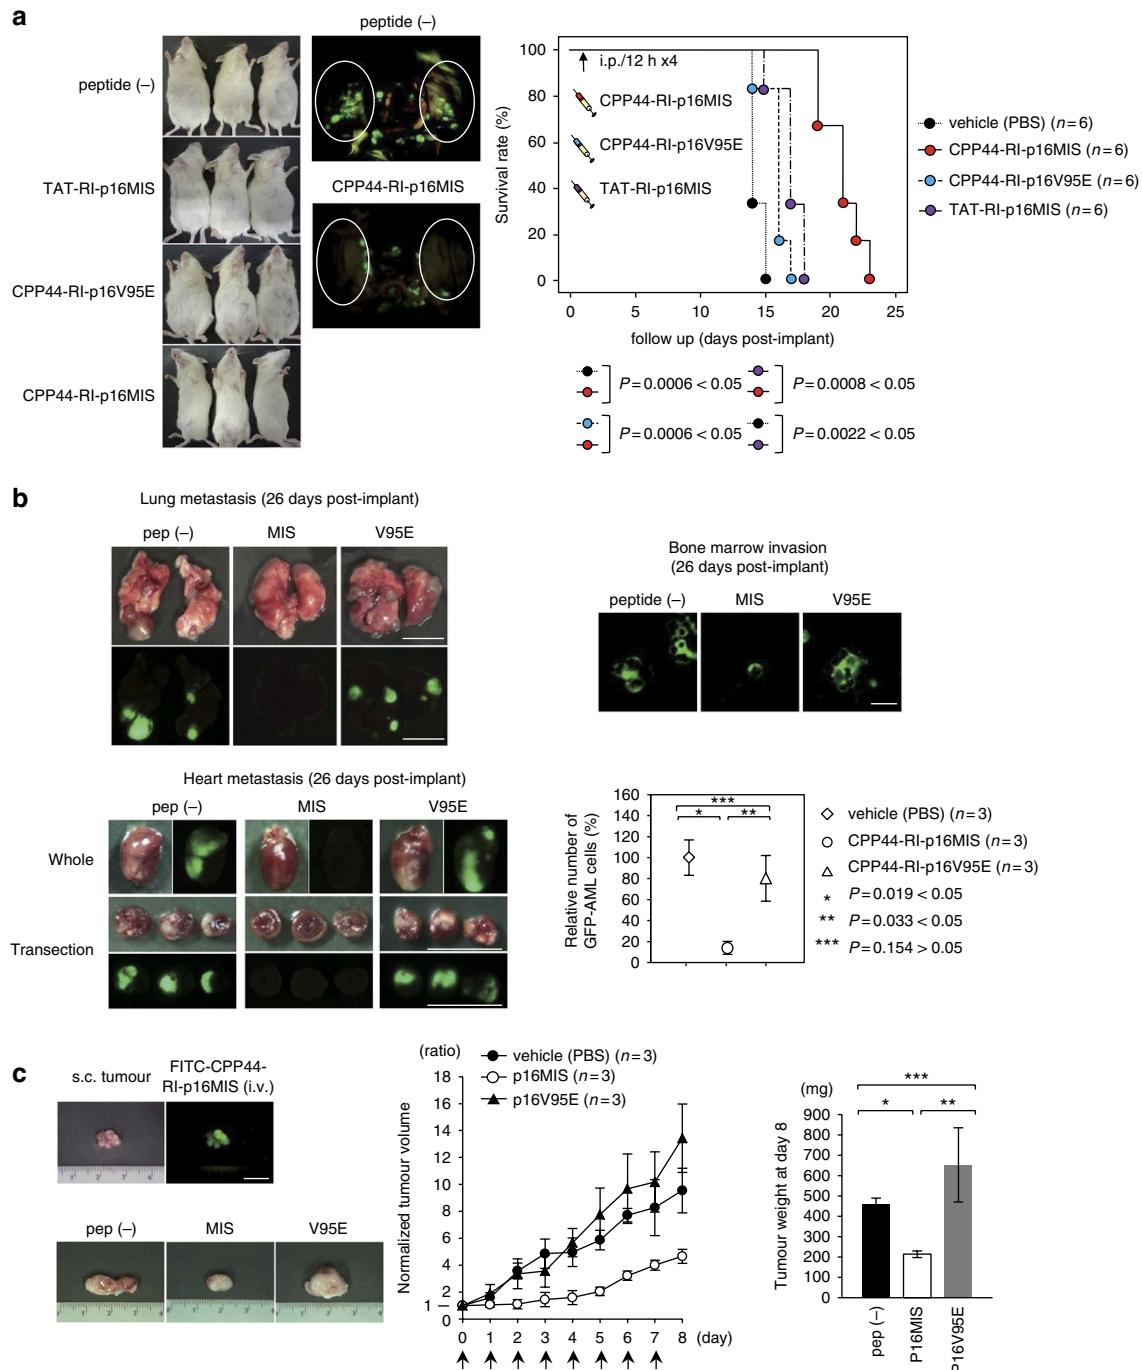 a
peptide (–)
peptide (–)
TAT-RI-p16MIS
CPP44-RI-p16V95E
CPP44-RI-p16MIS
CPP44-RI-p16MIS
Survival rate (%)
100
80
60
40
20
0
i.p./12 h x4
CPP44-RI-p16MIS
CPP44-RI-p16V95E
TAT-RI-p16MIS
0 5 10 15 20 25
follow up (days post-implant)
vehicle (PBS) (n=6)
CPP44-RI-p16MIS (n=6)
CPP44-RI-p16V95E (n=6)
TAT-RI-p16MIS (n=6)
P=0.0006<0.05
P=0.0008<0.05
P=0.0006<0.05
P=0.0022<0.05
b
Lung metastasis (26 days post-implant)
pep (–) MIS V95E
Bone marrow invasion
(26 days post-implant)
peptide (–) MIS V95E
Heart metastasis (26 days post-implant)
pep (–) MIS V95E
Whole
Transection
Relative number of
GFP-AML cells (%)
160
140
120
100
80
60
40
20
0
***
* **
vehicle (PBS) (n=3)
CPP44-RI-p16MIS (n=3)
CPP44-RI-p16V95E (n=3)
* P=0.019<0.05
** P=0.033<0.05
*** P=0.154>0.05
c
s.c. tumour
FITC-CPP44-
RI-p16MIS (i.v.)
pep (–) MIS V95E
(ratio)
Normalized tumour volume
18
16
14
12
10
8
6
4
2
1
0
vehicle (PBS) (n=3)
p16MIS (n=3)
p16V95E (n=3)
0 1 2 3 4 5 6 7 8 (day)
(mg)
Tumour weight at day 8
900
800
700
600
500
400
300
200
100
0
***
* **
pep (–)
P16MIS
P16V95E